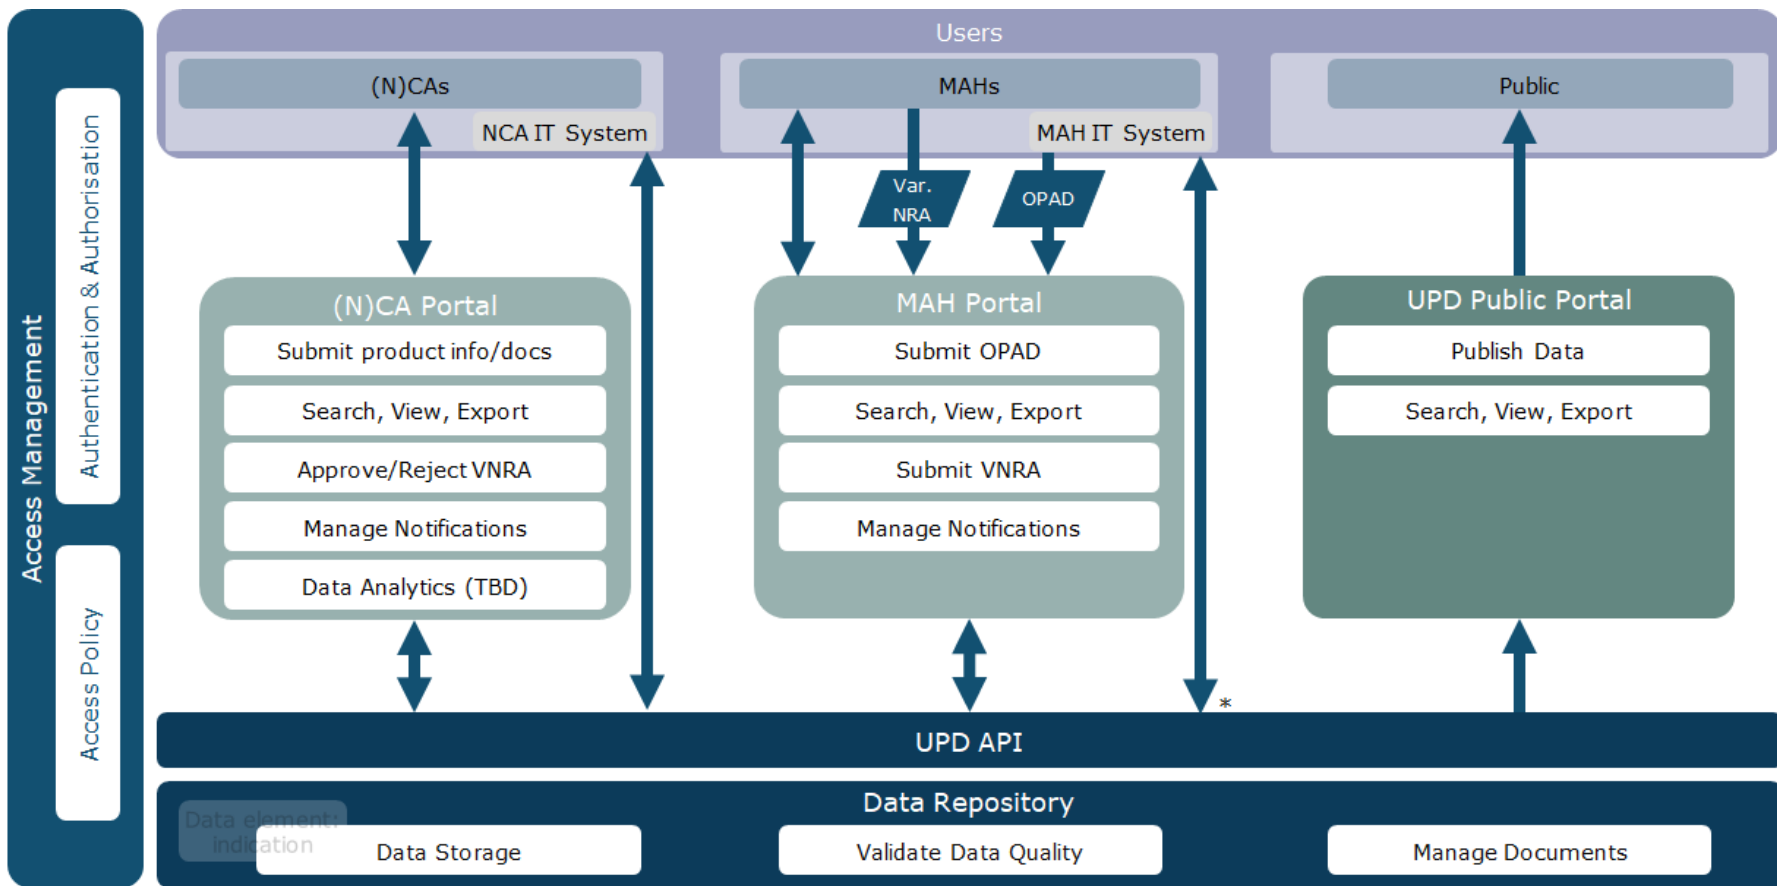 Access Management
Authentication & Authorisation
Access Policy
Users
(N)CAs
NCA IT System
MAHs
MAH IT System
Public
Var.
NRA
OPAD
(N)CA Portal
Submit product info/docs
Search, View, Export
Approve/Reject VNRA
Manage Notifications
Data Analytics (TBD)
MAH Portal
Submit OPAD
Search, View, Export
Submit VNRA
Manage Notifications
UPD Public Portal
Publish Data
Search, View, Export
*
UPD API
Data Repository
Data element:
indication
Data Storage
Validate Data Quality
Manage Documents